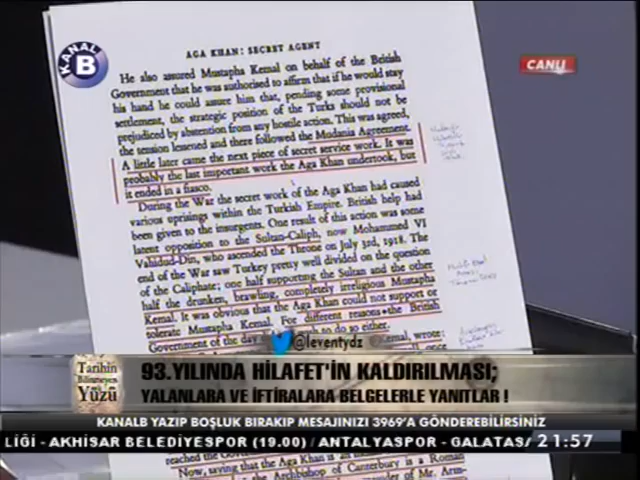 KANAL B
CANLI
AGA KHAN: SECRET AGENT
He also assured Mustapha Kemal on behalf of the British
Government that he was authorised to affirm that if he would stay
his hand he could assure him that, pending some provisional
settlement, the strategic position of the Turks should not be
prejudiced by abstention from any hostile action. This was agreed,
the tension lessened and there followed the Mudania Agreement.
A little later came the next piece of secret service work. It was
probably the last important work the Aga Khan undertook, but
it ended in a fiasco.
During the War the secret work of the Aga Khan had caused
various uprisings within the Turkish Empire. British help had
been given to the insurgents. One result of this action was some
latent opposition to the Sultan-Caliph, now Mohammed VI
Vahidud-Din, who ascended the Throne on July 3rd, 1918. The
end of the War saw Turkey pretty well divided on the question
of the Caliphate; one half supporting the Sultan and the other
half the drunken, brawling, completely irreligious Mustapha
Kemal. It was obvious that the Aga Khan could not support or
tolerate Mustapha Kemal. For different reasons the British
Government of the day to do so either.
Kemal, wrote:
@leventydz
Tarihin
Bilinmeyen
Yüzü
93.YILINDA HİLAFET'İN KALDIRILMASI;
YALANLARA VE İFTİRALARA BELGELERLE YANITLAR !
KANALB YAZIP BOŞLUK BIRAKIP MESAJINIZI 3969'A GÖNDEREBİLİRSİNİZ
LİĞİ - AKHİSAR BELEDİYESPOR (19.00) / ANTALYASPOR - GALATAS/
21:57
reached the
Now, saving that the Aga Khan is an
Archbishop of Canterbury is a Roman
of Mr. Arm-